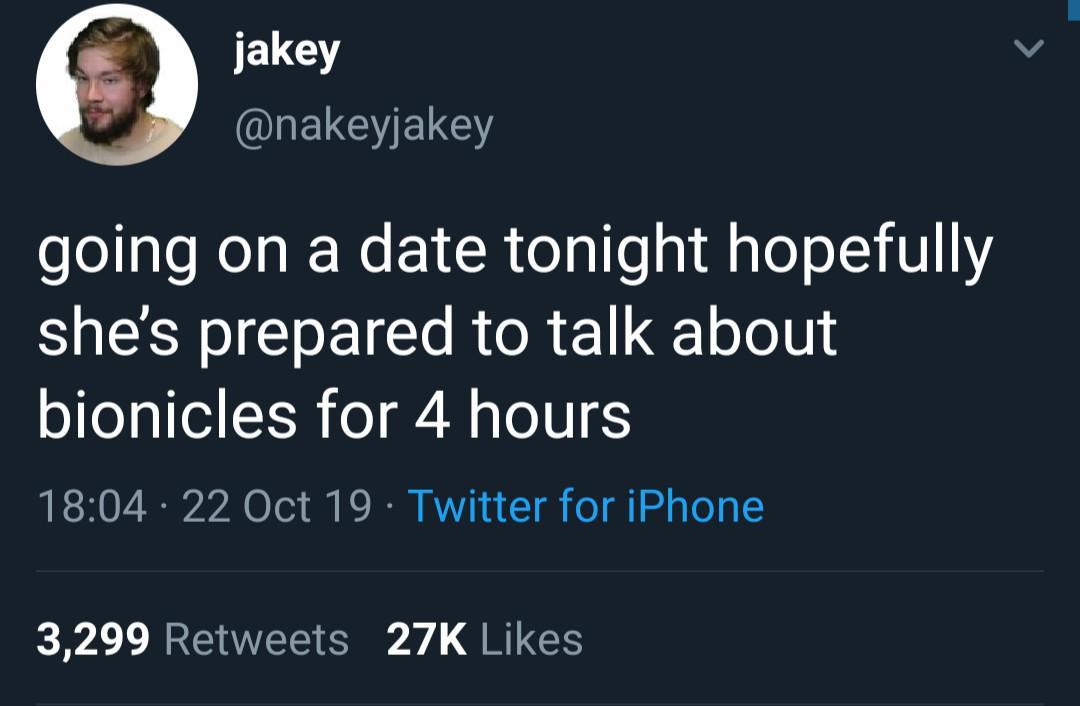 jakey
@nakeyjakey
going on a date tonight hopefully
she’s prepared to talk about
bionicles for 4 hours
18:04 · 22 Oct 19 · Twitter for iPhone
3,299 Retweets 27K Likes